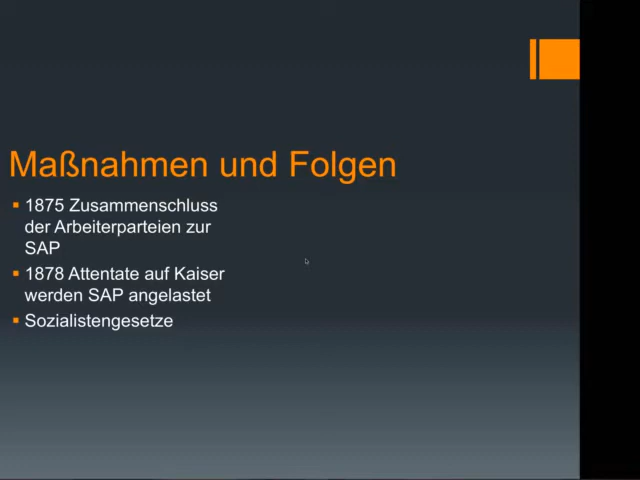 Maßnahmen und Folgen
▪ 1875 Zusammenschluss
der Arbeiterparteien zur
SAP
▪ 1878 Attentate auf Kaiser
werden SAP angelastet
▪ Sozialistengesetze